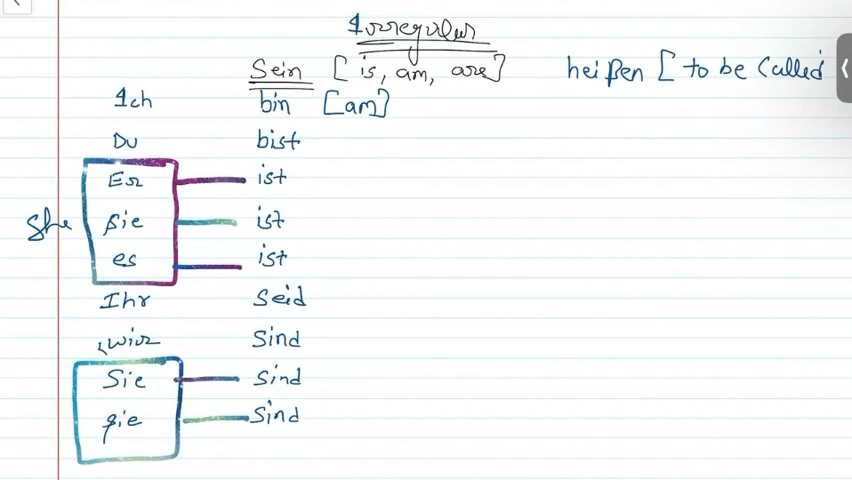 Irregular
Sein [is, am, are] heißen [to be called
Ich bin [am]
Du bist
Er ist
She sie ist
es ist
Ihr seid
wir sind
Sie sind
sie sind